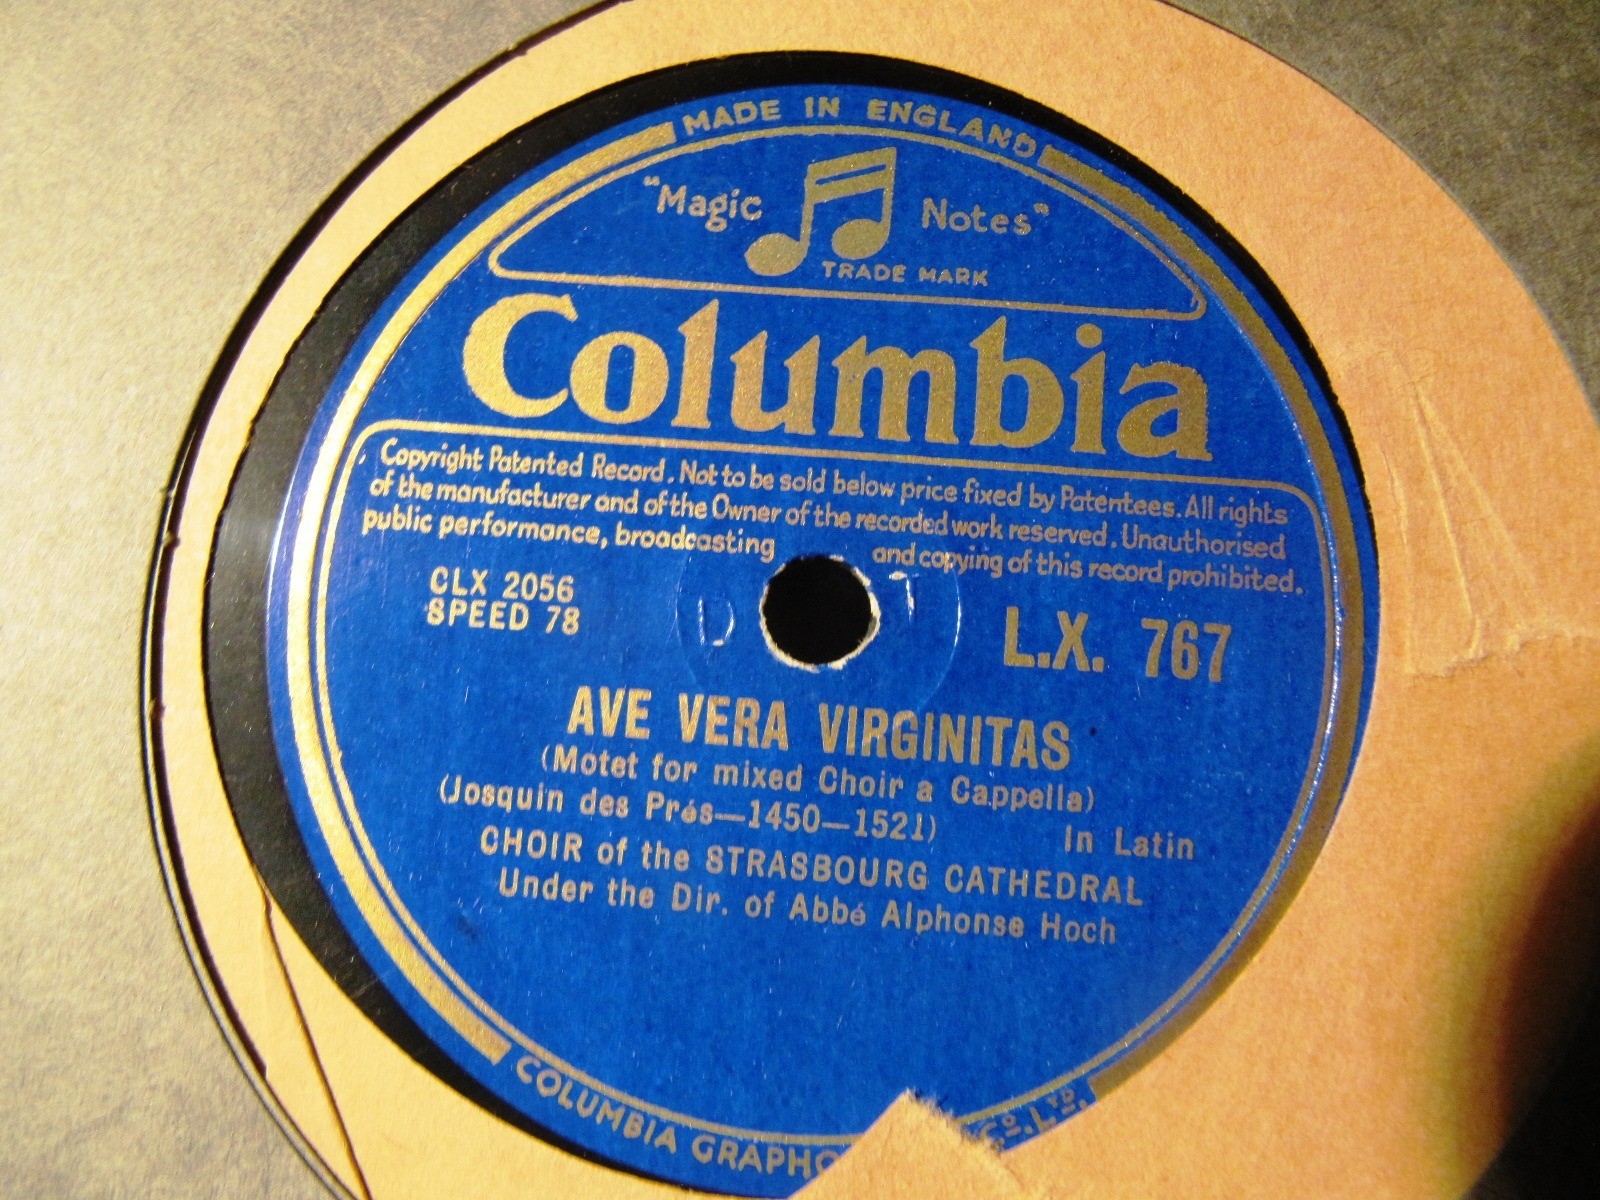 MADE IN ENGLAND
"Magic Notes"
TRADE MARK
Columbia
Copyright Patented Record. Not to be sold below price fixed by Patentees. All rights
of the manufacturer and of the Owner of the recorded work reserved. Unauthorised
public performance, broadcasting and copying of this record prohibited.
CLX 2056
SPEED 78
D T
L.X. 767
AVE VERA VIRGINITAS
(Motet for mixed Choir a Cappella)
(Josquin des Prés—1450—1521) In Latin
CHOIR of the STRASBOURG CATHEDRAL
Under the Dir. of Abbé Alphonse Hoch
COLUMBIA GRAPHO Co. LTD.